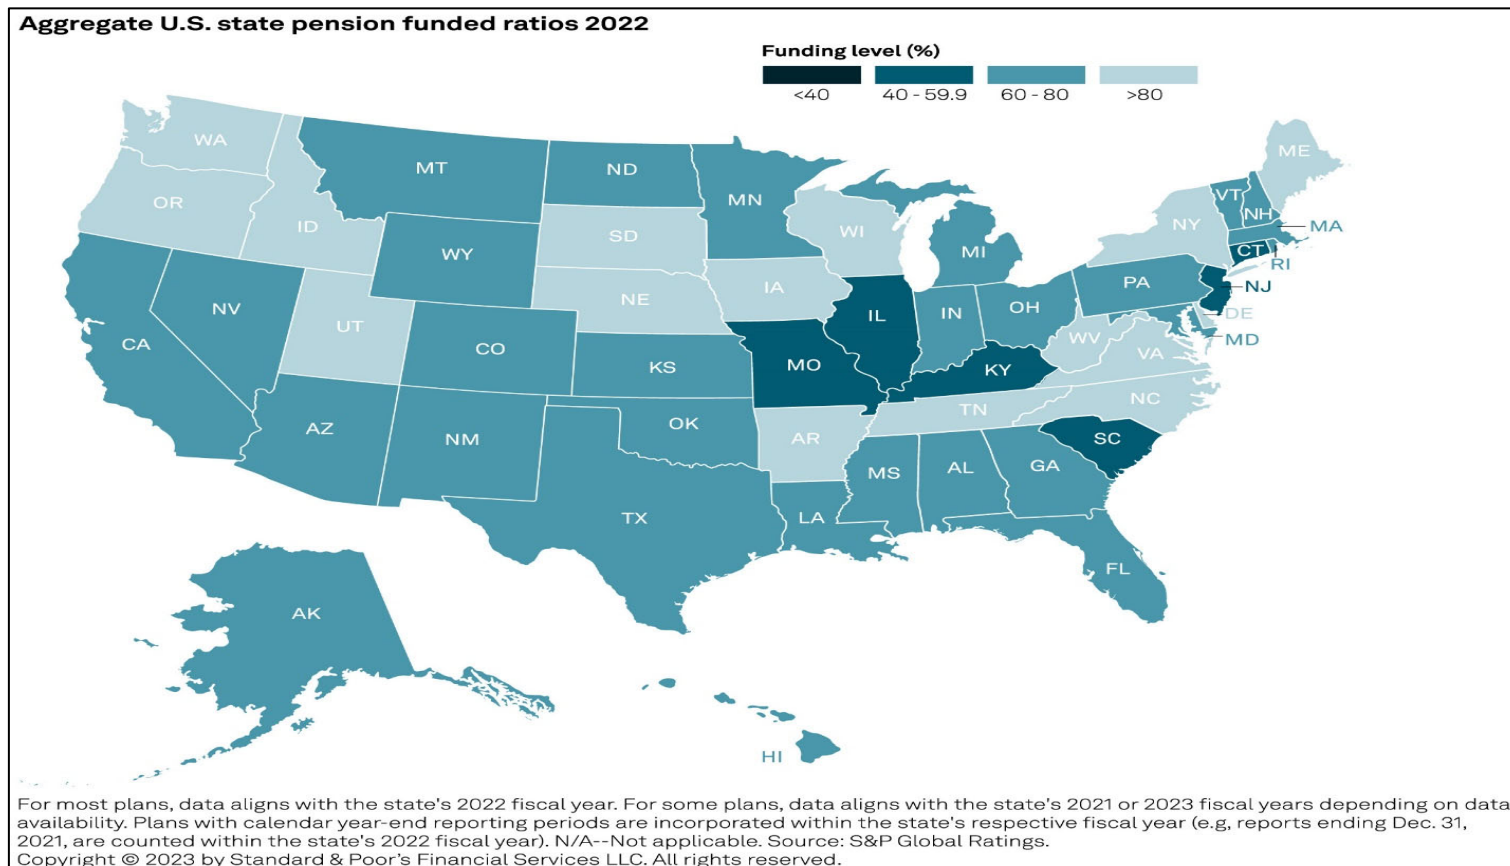 Aggregate U.S. state pension funded ratios 2022
Funding level (%)
<40 40 - 59.9 60 - 80 >80
WA
MT
ND
MN
ME
OR
ID
SD
WI
VT
NH
NY
MA
WY
MI
CT
RI
IA
NE
PA
NJ
NV
UT
IL
IN
OH
DE
CA
CO
WV
MD
VA
KS
MO
KY
NC
TN
AZ
NM
OK
AR
SC
MS
AL
GA
TX
LA
FL
AK
HI
For most plans, data aligns with the state's 2022 fiscal year. For some plans, data aligns with the state's 2021 or 2023 fiscal years depending on data
availability. Plans with calendar year-end reporting periods are incorporated within the state's respective fiscal year (e.g, reports ending Dec. 31,
2021, are counted within the state's 2022 fiscal year). N/A--Not applicable. Source: S&P Global Ratings.
Copyright © 2023 by Standard & Poor's Financial Services LLC. All rights reserved.